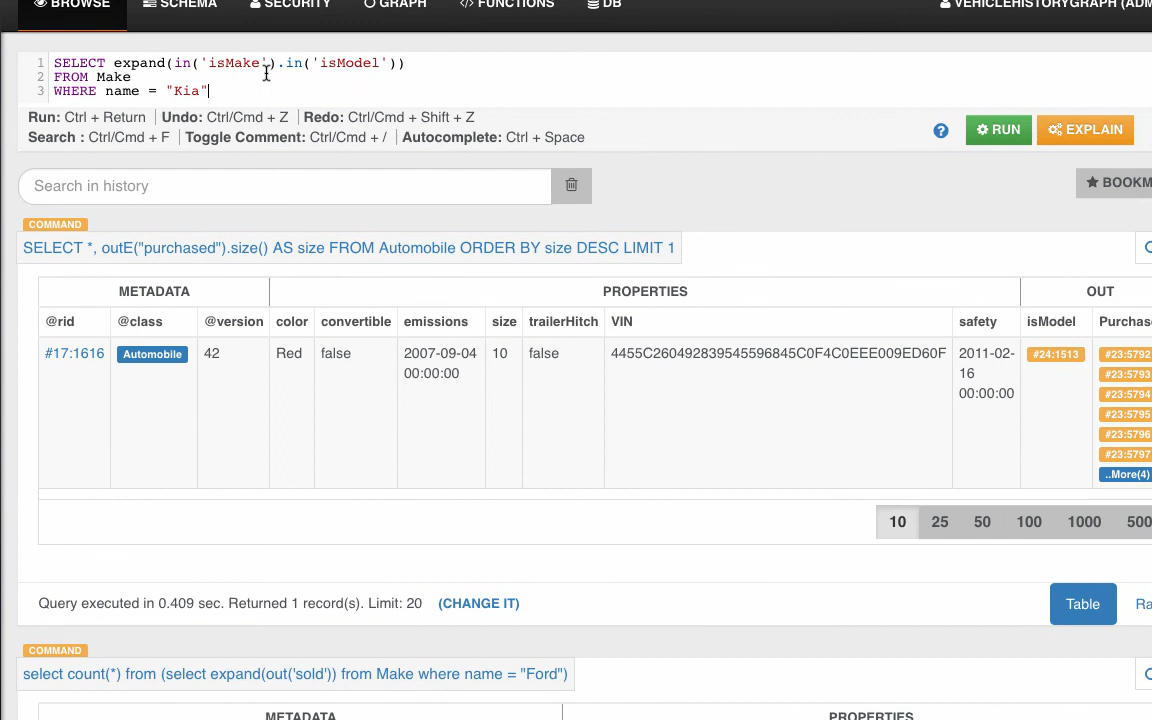 BROWSE SCHEMA SECURITY GRAPH </> FUNCTIONS DB VEHICLEHISTORYGRAPH (ADM
1 SELECT expand(in('isMake').in('isModel'))
2 FROM Make
3 WHERE name = "Kia"
Run: Ctrl + Return Undo: Ctrl/Cmd + Z Redo: Ctrl/Cmd + Shift + Z
Search : Ctrl/Cmd + F Toggle Comment: Ctrl/Cmd + / Autocomplete: Ctrl + Space
? RUN EXPLAIN
Search in history
BOOKM
COMMAND
SELECT *, outE("purchased").size() AS size FROM Automobile ORDER BY size DESC LIMIT 1
METADATA PROPERTIES OUT
@rid @class @version color convertible emissions size trailerHitch VIN safety isModel Purchas
#17:1616 Automobile 42 Red false 2007-09-04 00:00:00 10 false 4455C260492839545596845C0F4C0EEE009ED60F 2011-02-16 00:00:00 #24:1513 #23:5792
#23:5793
#23:5794
#23:5795
#23:5796
#23:5797
..More(4)
10 25 50 100 1000 500
Query executed in 0.409 sec. Returned 1 record(s). Limit: 20 (CHANGE IT)
Table Ra
COMMAND
select count(*) from (select expand(out('sold')) from Make where name = "Ford")
METADATA PROPERTIES